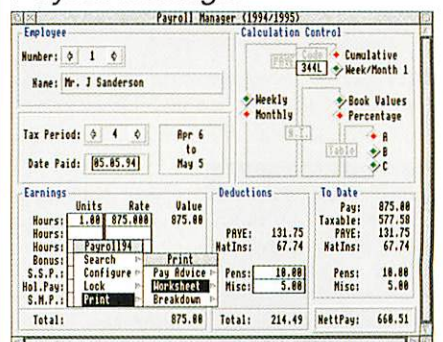 Payroll Manager (1994/1995)
Employee
Number: 1
Name: Mr. J Sanderson
Calculation Control
Code
344L
Cumulative
Week/Month 1
Weekly
Monthly
Book Values
Percentage
N.I.
Table
A
B
C
Tax Period: 4
Date Paid: 05.05.94
Apr 6
to
May 5
Earnings
Units Rate Value
Hours: 1.00 875.000 875.00
Hours:
Hours:
Bonus:
S.S.P.:
Hol.Pay:
S.M.P.:
Total: 875.00
Payroll94
Search
Configure
Lock
Print
Print
Pay Advice
Worksheet
Breakdown
Deductions
PAYE: 131.75
NatIns: 67.74
Pens: 10.00
Misc: 5.00
Total: 214.49
To Date
Pay: 875.00
Taxable: 577.58
PAYE: 131.75
NatIns: 67.74
Pens: 10.00
Misc: 5.00
NettPay: 660.51